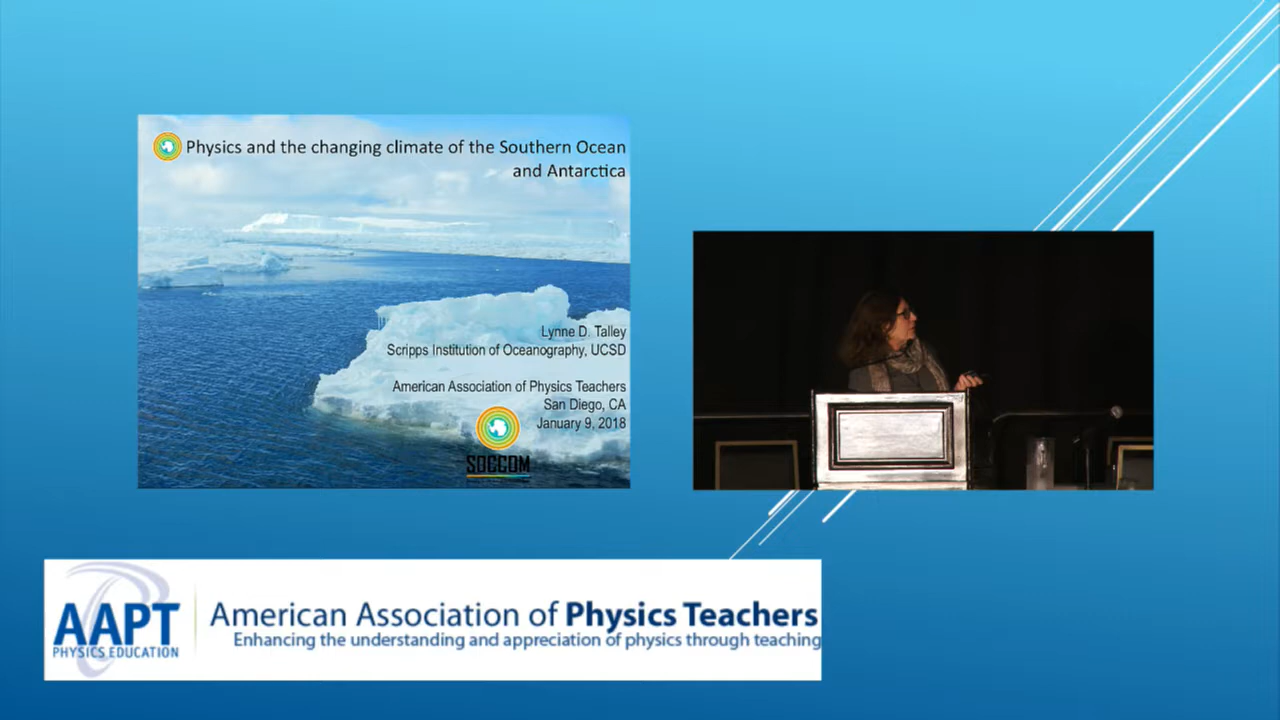 Physics and the changing climate of the Southern Ocean
and Antarctica
Lynne D. Talley
Scripps Institution of Oceanography, UCSD
American Association of Physics Teachers
San Diego, CA
January 9, 2018
SOCCOM
AAPT
PHYSICS EDUCATION
American Association of Physics Teachers
Enhancing the understanding and appreciation of physics through teaching